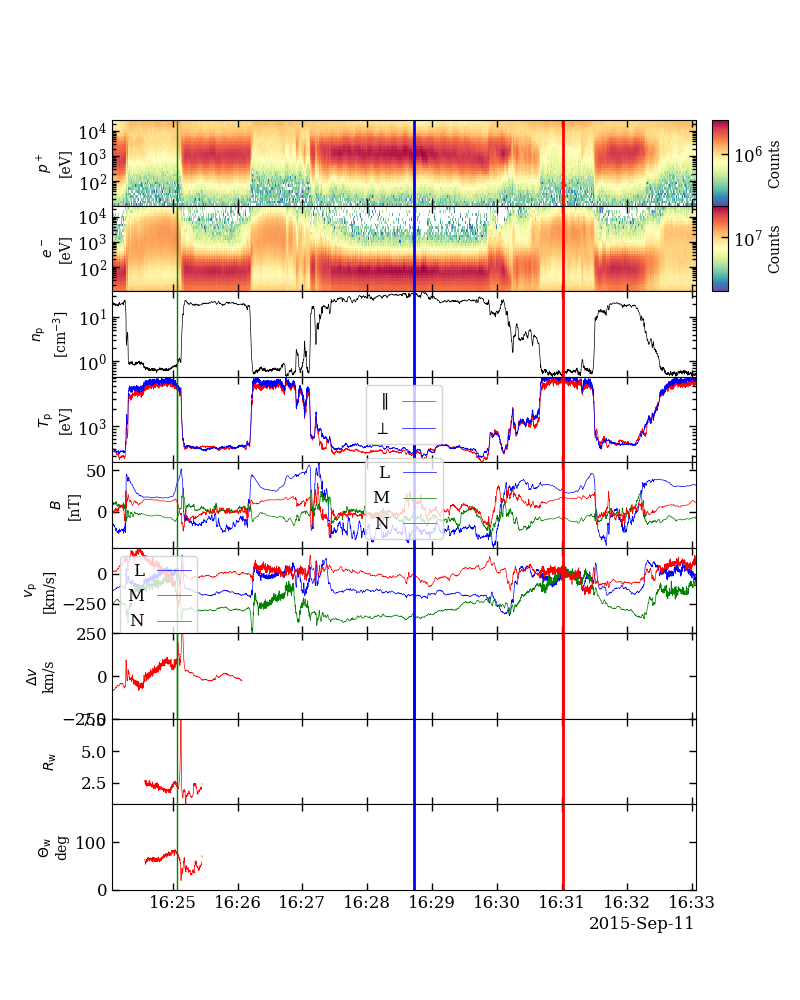 10⁴
10³
10²
p⁺
[eV]
10⁶
Counts
10⁴
10³
10²
e⁻
[eV]
10⁷
Counts
10¹
10⁰
nₚ
[cm⁻³]
10³
Tₚ
[eV]
∥
⊥
50
0
B
[nT]
L
M
N
0
−250
vₚ
[km/s]
L
M
N
250
0
−250
Δv
km/s
7.5
5.0
2.5
R_w
100
0
Θ_w
deg
16:25 16:26 16:27 16:28 16:29 16:30 16:31 16:32 16:33
2015-Sep-11